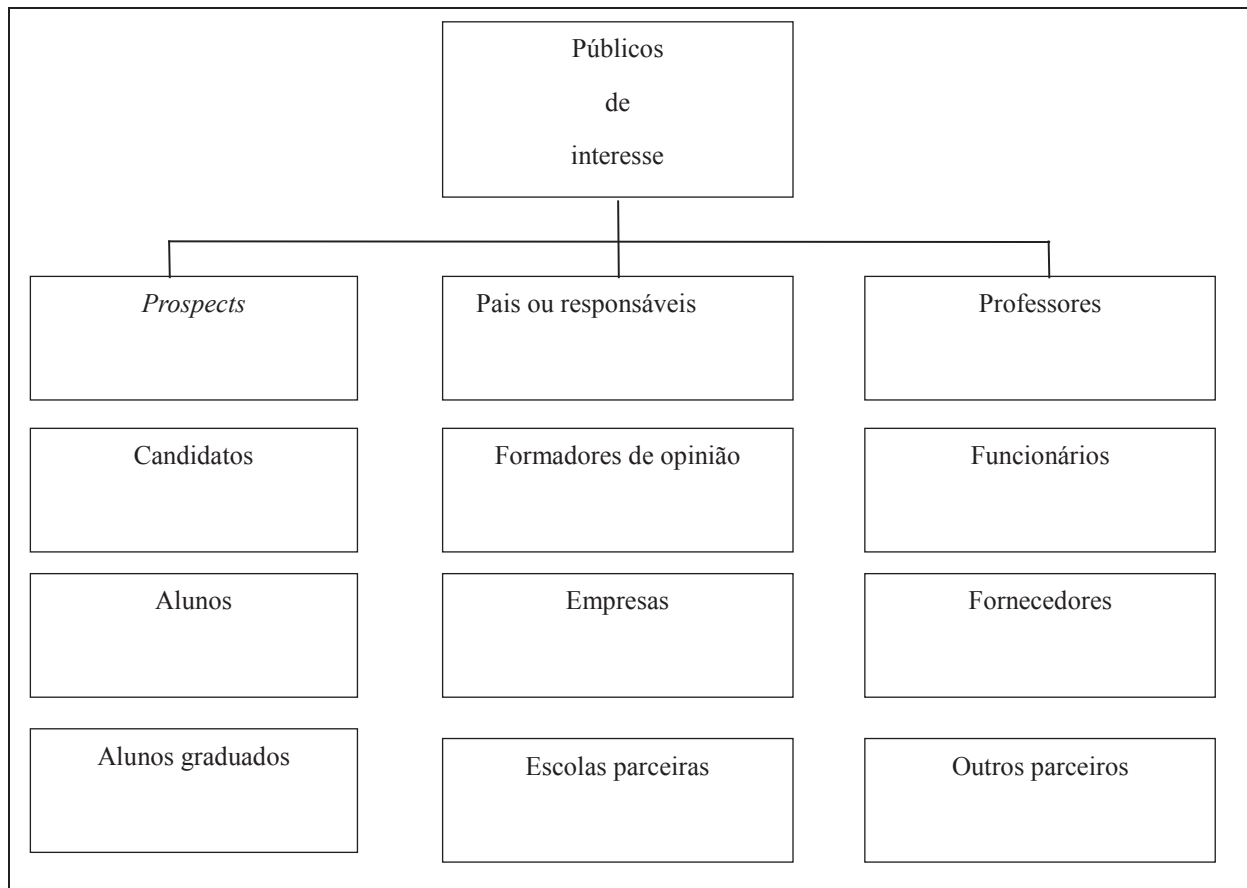 Públicos
de
interesse
Prospects
Pais ou responsáveis
Professores
Candidatos
Formadores de opinião
Funcionários
Alunos
Empresas
Fornecedores
Alunos graduados
Escolas parceiras
Outros parceiros